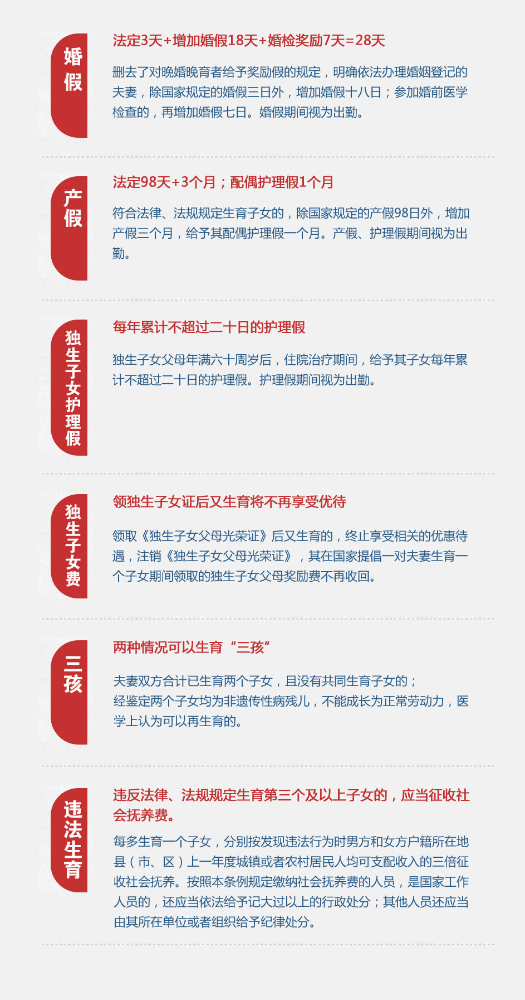 婚假
法定3天+增加婚假18天+婚检奖励7天=28天
删去了对晚婚晚育者给予奖励假的规定，明确依法办理婚姻登记的
夫妻，除国家规定的婚假三日外，增加婚假十八日；参加婚前医学
检查的，再增加婚假七日。婚假期间视为出勤。
产假
法定98天+3个月；配偶护理假1个月
符合法律、法规规定生育子女的，除国家规定的产假98日外，增加
产假三个月，给予其配偶护理假一个月。产假、护理假期间视为出
勤。
独生子女护理假
每年累计不超过二十日的护理假
独生子女父母年满六十周岁后，住院治疗期间，给予其子女每年累
计不超过二十日的护理假。护理假期间视为出勤。
独生子女费
领独生子女证后又生育将不再享受优待
领取《独生子女父母光荣证》后又生育的，终止享受相关的优惠待
遇，注销《独生子女父母光荣证》，其在国家提倡一对夫妻生育一
个子女期间领取的独生子女父母奖励费不再收回。
三孩
两种情况可以生育“三孩”
夫妻双方合计已生育两个子女，且没有共同生育子女的；
经鉴定两个子女均为非遗传性病残儿，不能成长为正常劳动力，医
学上认为可以再生育的。
违法生育
违反法律、法规规定生育第三个及以上子女的，应当征收社
会抚养费。
每多生育一个子女，分别按发现违法行为时男方和女方户籍所在地
县（市、区）上一年度城镇或者农村居民人均可支配收入的三倍征
收社会抚养。按照本条例规定缴纳社会抚养费的人员，是国家工作
人员的，还应当依法给予记大过以上的行政处分；其他人员还应当
由其所在单位或者组织给予纪律处分。